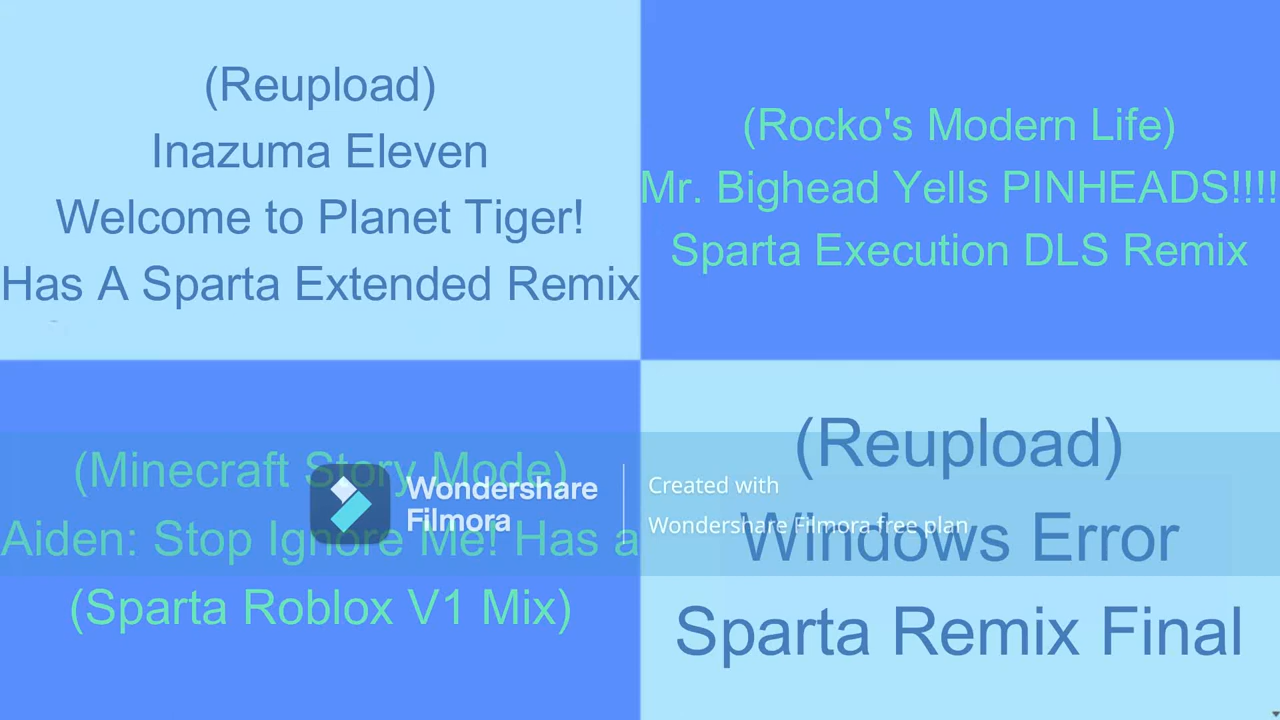 (Reupload)
Inazuma Eleven
Welcome to Planet Tiger!
Has A Sparta Extended Remix
(Rocko's Modern Life)
Mr. Bighead Yells PINHEADS!!!!
Sparta Execution DLS Remix
(Minecraft Story Mode)
Aiden: Stop Ignore Me! Has a
(Sparta Roblox V1 Mix)
(Reupload)
Windows Error
Sparta Remix Final
Wondershare
Filmora
Created with
Wondershare Filmora free plan